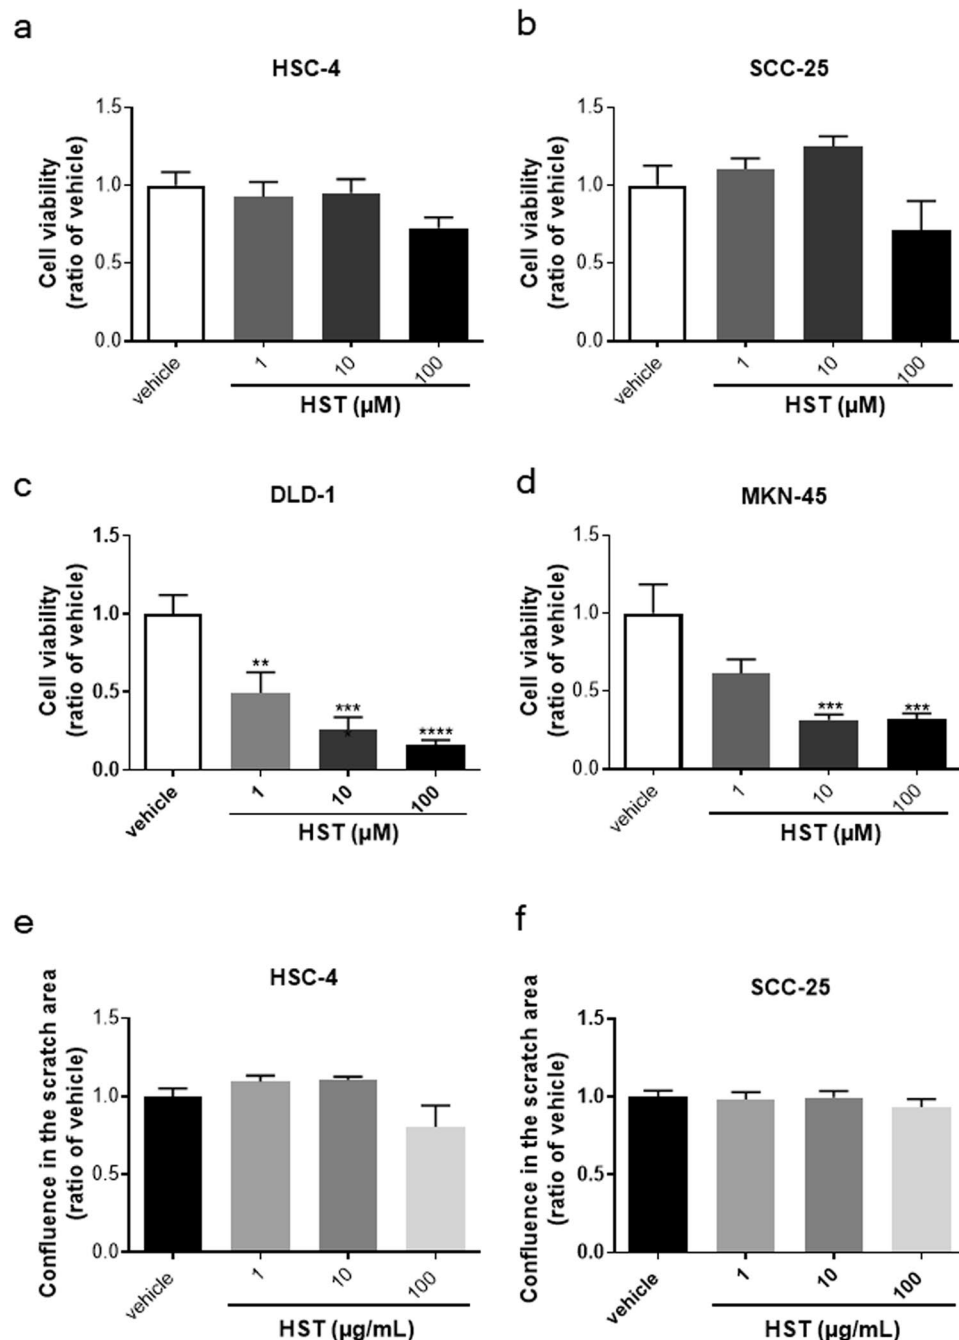 a
HSC-4
Cell viability
(ratio of vehicle)
1.5
1.0
0.5
0.0
vehicle
1
10
100
HST (µM)
b
SCC-25
Cell viability
(ratio of vehicle)
1.5
1.0
0.5
0.0
vehicle
1
10
100
HST (µM)
c
DLD-1
Cell viability
(ratio of vehicle)
1.5
1.0
0.5
0.0
**
***
*
****
vehicle
1
10
100
HST (µM)
d
MKN-45
Cell viability
(ratio of vehicle)
1.5
1.0
0.5
0.0
***
***
vehicle
1
10
100
HST (µM)
e
HSC-4
Confluence in the scratch area
(ratio of vehicle)
1.5
1.0
0.5
0.0
vehicle
1
10
100
HST (µg/mL)
f
SCC-25
Confluence in the scratch area
(ratio of vehicle)
1.5
1.0
0.5
0.0
vehicle
1
10
100
HST (µg/mL)